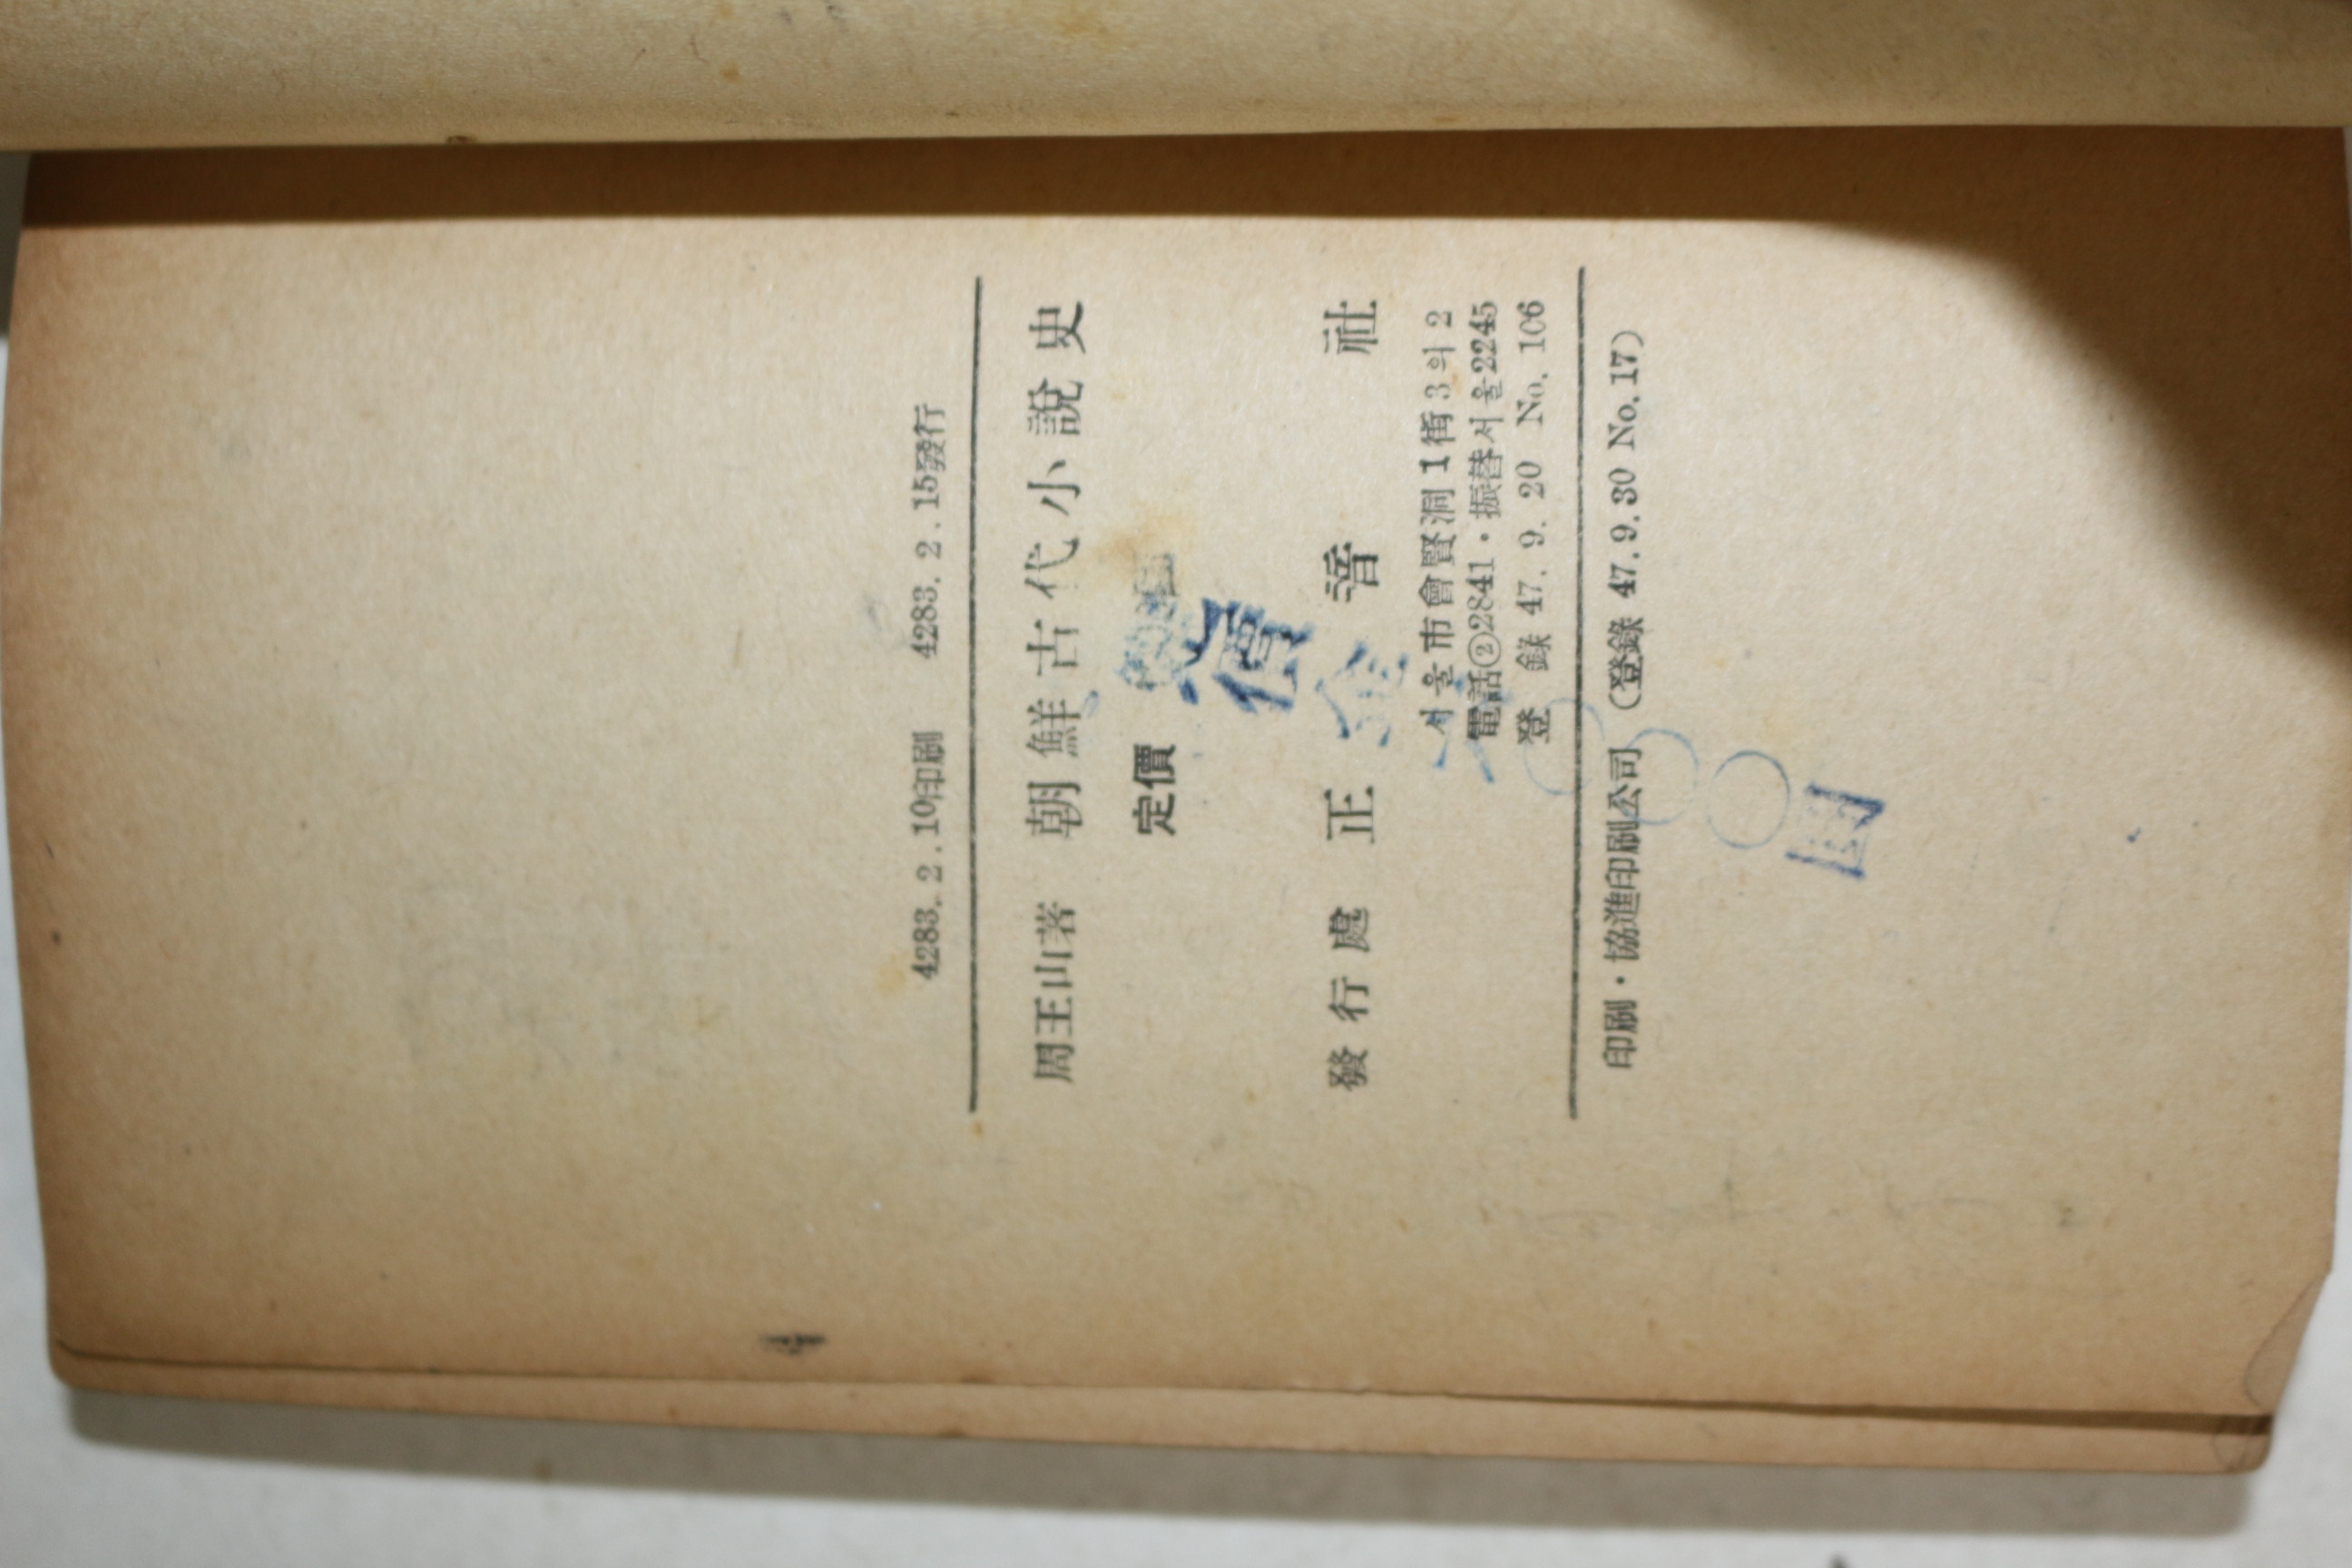 4283. 2. 10印刷 4283. 2. 15發行
周王山著 朝鮮古代小說史
定價
發行處 正音社
서울市會賢洞1街3의2
電話②2841・振替서울2245
登錄 47. 9. 20 No. 106
印刷・協進印刷公司 (登錄 47. 9. 30 No. 17)
價
金
00
圓